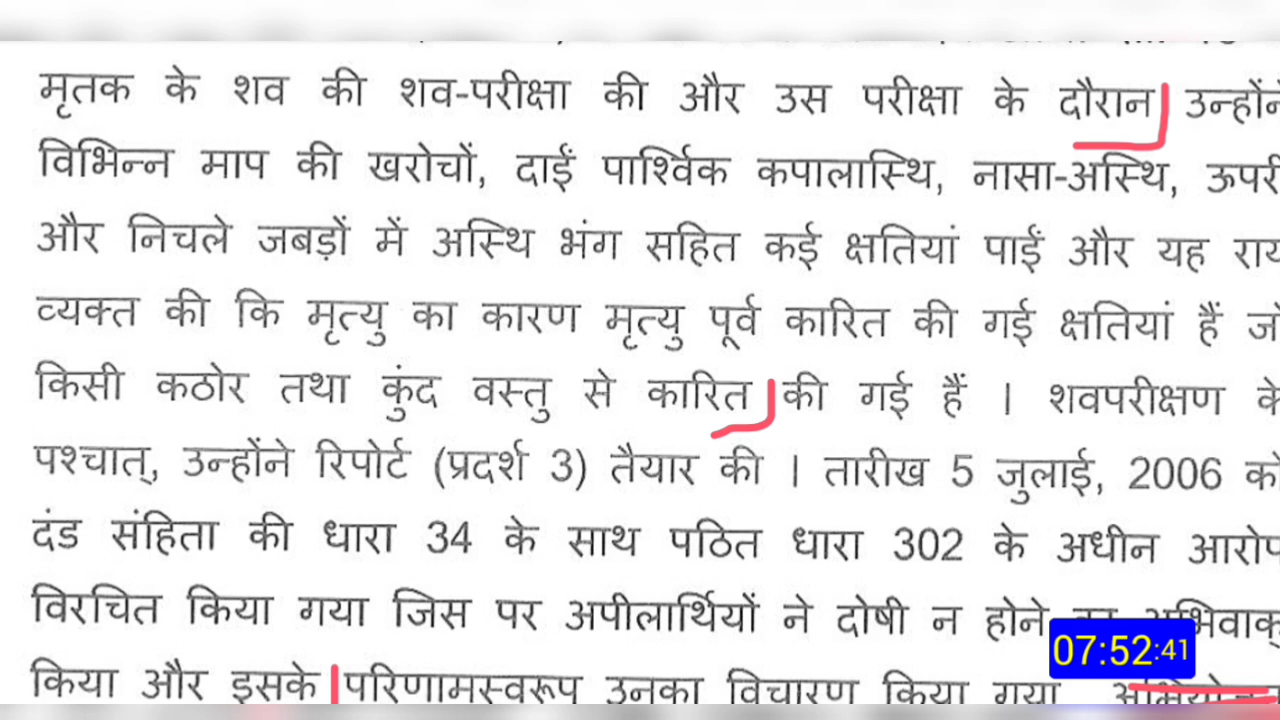 मृतक के शव की शव-परीक्षा की और उस परीक्षा के दौरान उन्होंने
विभिन्न माप की खरोचों, दाईं पार्श्विक कपालास्थि, नासा-अस्थि, ऊपरी
और निचले जबड़ों में अस्थि भंग सहित कई क्षतियां पाईं और यह राय
व्यक्त की कि मृत्यु का कारण मृत्यु पूर्व कारित की गई क्षतियां हैं जो
किसी कठोर तथा कुंद वस्तु से कारित की गई हैं । शवपरीक्षण के
पश्चात्, उन्होंने रिपोर्ट (प्रदर्श 3) तैयार की । तारीख 5 जुलाई, 2006 को
दंड संहिता की धारा 34 के साथ पठित धारा 302 के अधीन आरोप
विरचित किया गया जिस पर अपीलार्थियों ने दोषी न होने
07:52:41
किया और इसके परिणामस्वरूप उनका विचारण किया गया